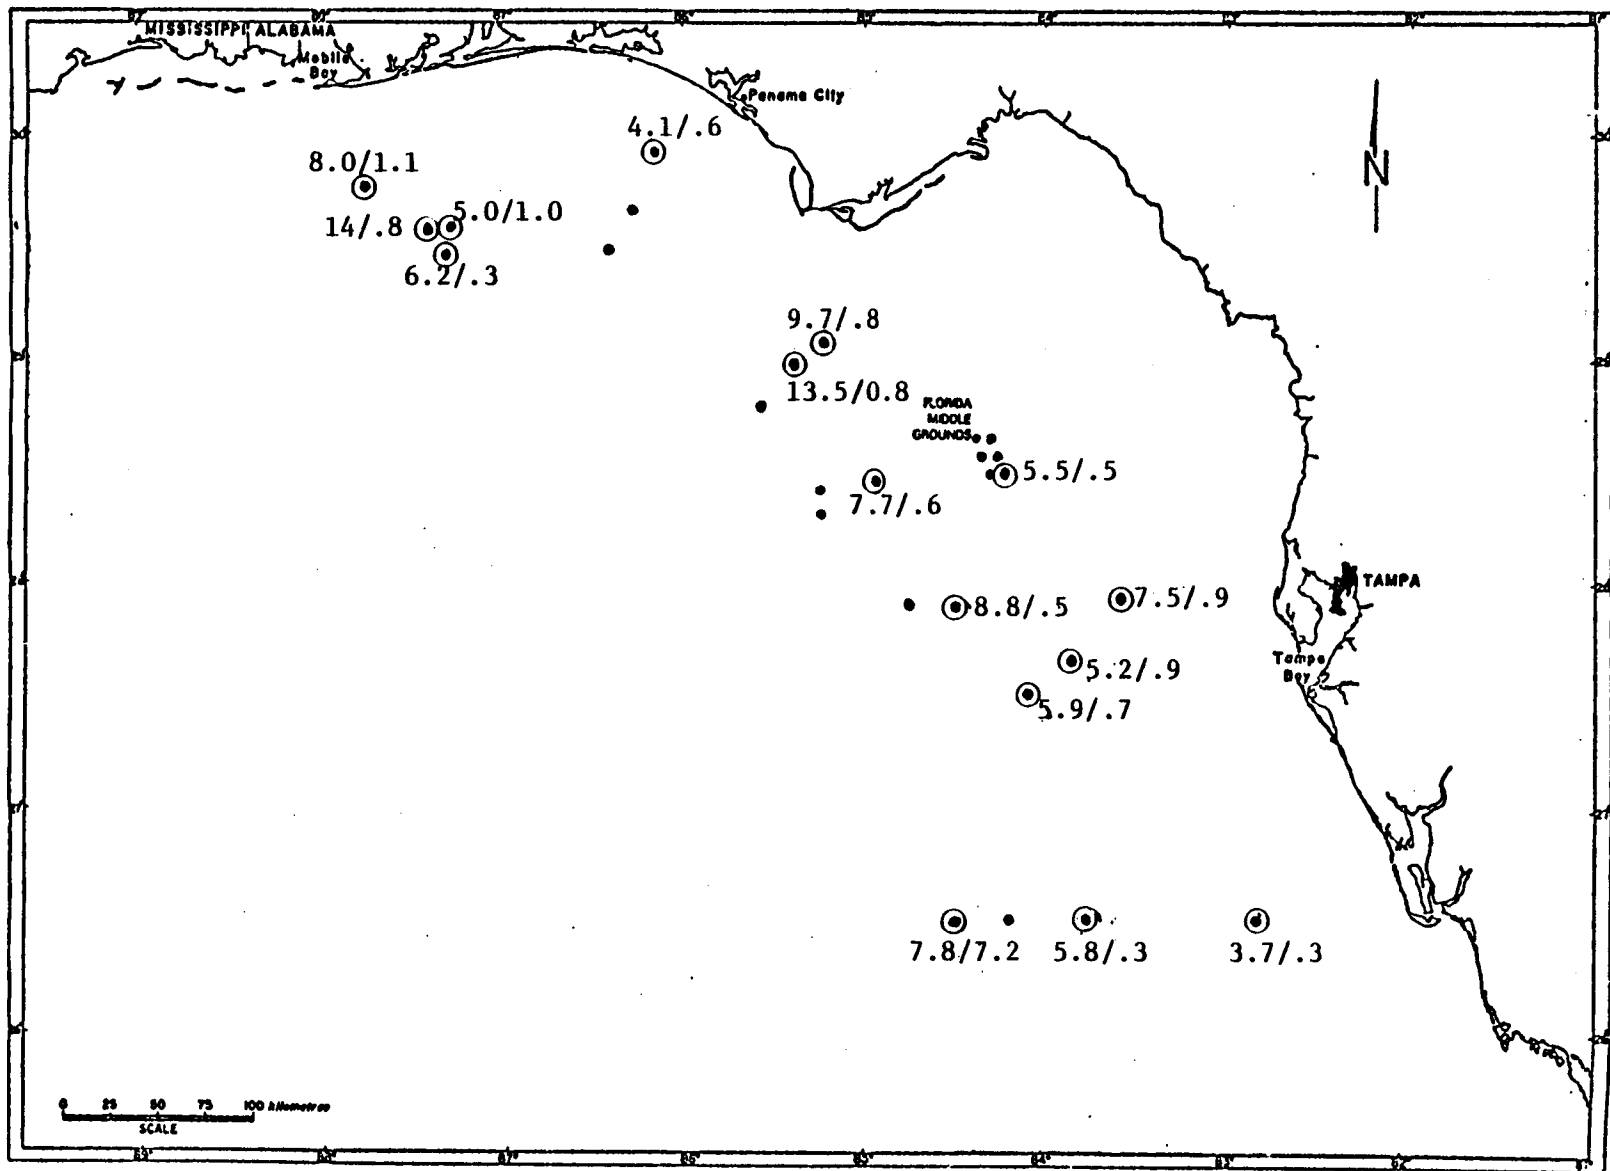 MISSISSIPPI ALABAMA
Mobile
Bay
Panama City
4.1/.6
8.0/1.1
N
5.0/1.0
14/.8
6.2/.3
9.7/.8
13.5/0.8
FLORIDA
MIDDLE
GROUNDS
5.5/.5
7.7/.6
TAMPA
8.8/.5
7.5/.9
Tampa
Bay
5.2/.9
5.9/.7
7.8/7.2
5.8/.3
3.7/.3
0 25 50 75 100 kilometres
SCALE